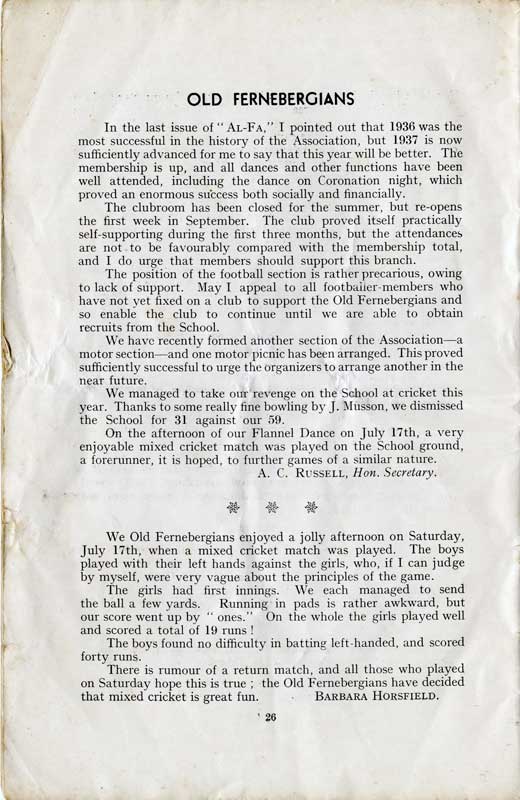 OLD FERNEBERGIANS
In the last issue of "AL-FA," I pointed out that 1936 was the
most successful in the history of the Association, but 1937 is now
sufficiently advanced for me to say that this year will be better. The
membership is up, and all dances and other functions have been
well attended, including the dance on Coronation night, which
proved an enormous success both socially and financially.
The clubroom has been closed for the summer, but re-opens
the first week in September. The club proved itself practically
self-supporting during the first three months, but the attendances
are not to be favourably compared with the membership total,
and I do urge that members should support this branch.
The position of the football section is rather precarious, owing
to lack of support. May I appeal to all footballer-members who
have not yet fixed on a club to support the Old Fernebergians and
so enable the club to continue until we are able to obtain
recruits from the School.
We have recently formed another section of the Association—a
motor section—and one motor picnic has been arranged. This proved
sufficiently successful to urge the organizers to arrange another in the
near future.
We managed to take our revenge on the School at cricket this
year. Thanks to some really fine bowling by J. Musson, we dismissed
the School for 31 against our 59.
On the afternoon of our Flannel Dance on July 17th, a very
enjoyable mixed cricket match was played on the School ground,
a forerunner, it is hoped, to further games of a similar nature.
A. C. RUSSELL, Hon. Secretary.
We Old Fernebergians enjoyed a jolly afternoon on Saturday,
July 17th, when a mixed cricket match was played. The boys
played with their left hands against the girls, who, if I can judge
by myself, were very vague about the principles of the game.
The girls had first innings. We each managed to send
the ball a few yards. Running in pads is rather awkward, but
our score went up by " ones." On the whole the girls played well
and scored a total of 19 runs !
The boys found no difficulty in batting left-handed, and scored
forty runs.
There is rumour of a return match, and all those who played
on Saturday hope this is true ; the Old Fernebergians have decided
that mixed cricket is great fun. BARBARA HORSFIELD.
26